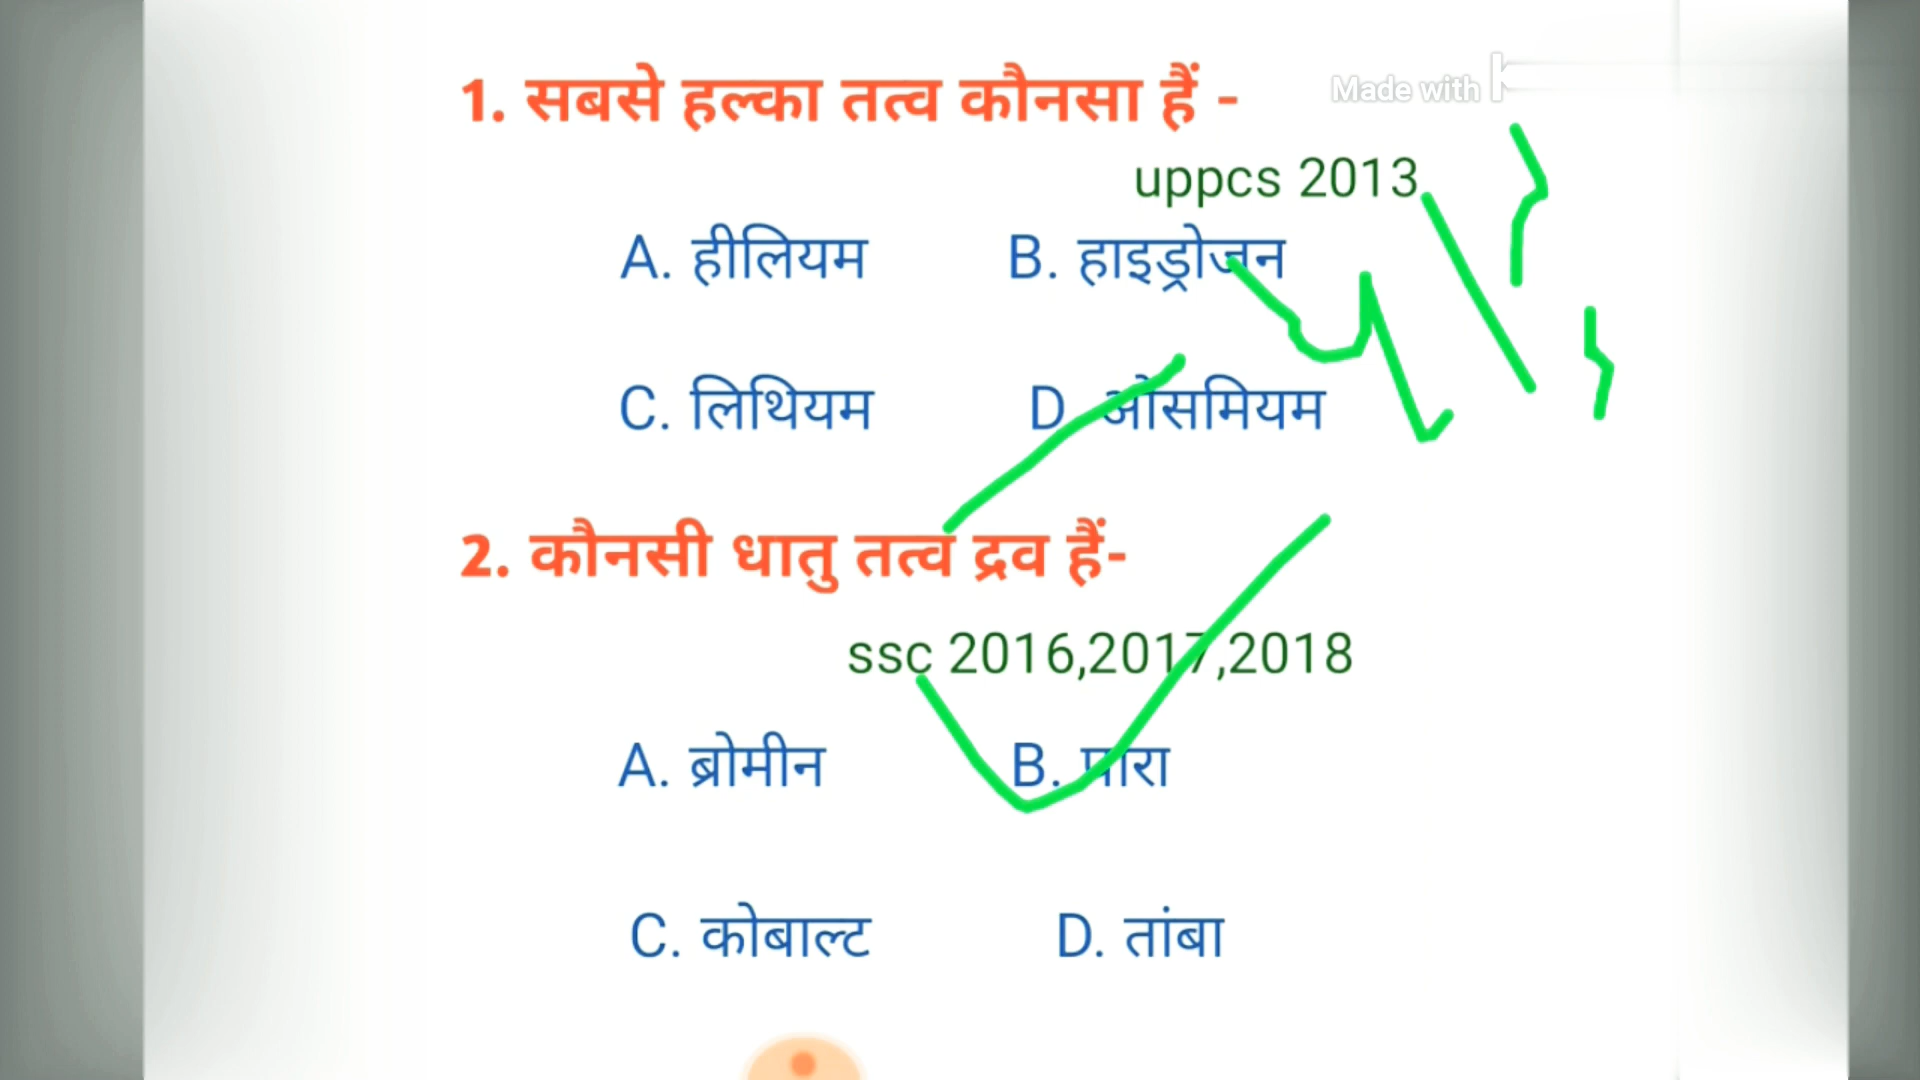 1. सबसे हल्का तत्व कौनसा हैं -
Made with
uppcs 2013
A. हीलियम B. हाइड्रोजन
C. लिथियम D. ओसमियम
2. कौनसी धातु तत्व द्रव हैं-
ssc 2016,2017,2018
A. ब्रोमीन B. पारा
C. कोबाल्ट D. तांबा